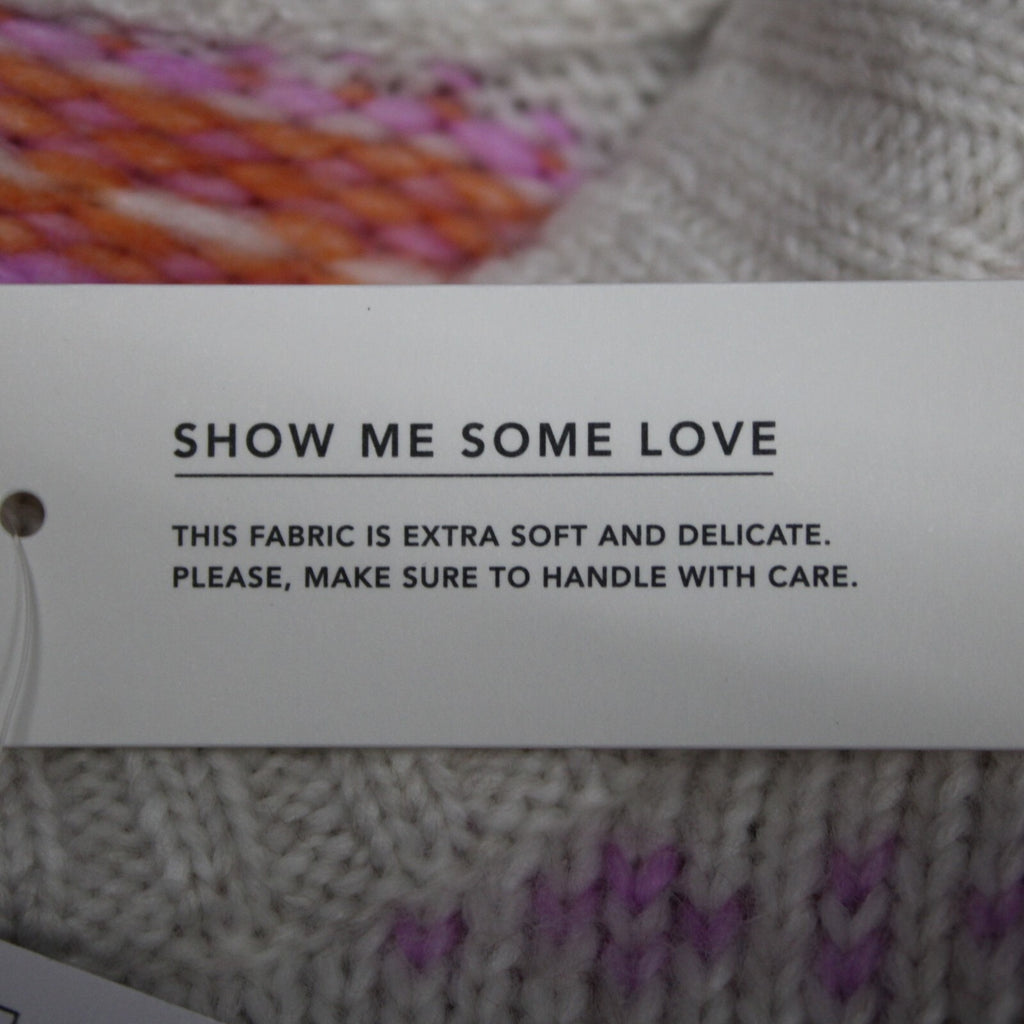 SHOW ME SOME LOVE
THIS FABRIC IS EXTRA SOFT AND DELICATE.
PLEASE, MAKE SURE TO HANDLE WITH CARE.